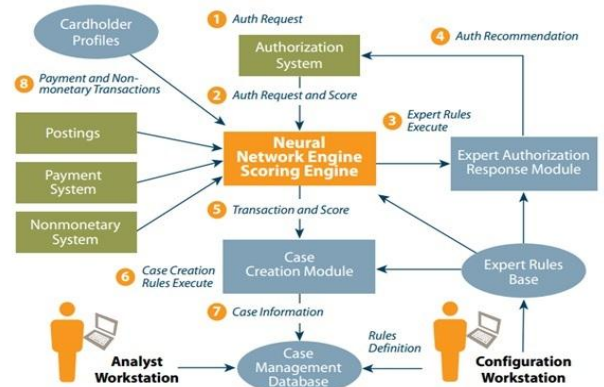 Cardholder
Profiles
1 Auth Request
Authorization
System
4 Auth Recommendation
8 Payment and Non-
monetary Transactions
2 Auth Request and Score
3 Expert Rules
Execute
Postings
Neural
Network Engine
Scoring Engine
Expert Authorization
Response Module
Payment
System
Nonmonetary
System
5 Transaction and Score
6 Case Creation
Rules Execute
Case
Creation Module
Expert Rules
Base
7 Case Information
Analyst
Workstation
Case
Management
Database
Rules
Definition
Configuration
Workstation